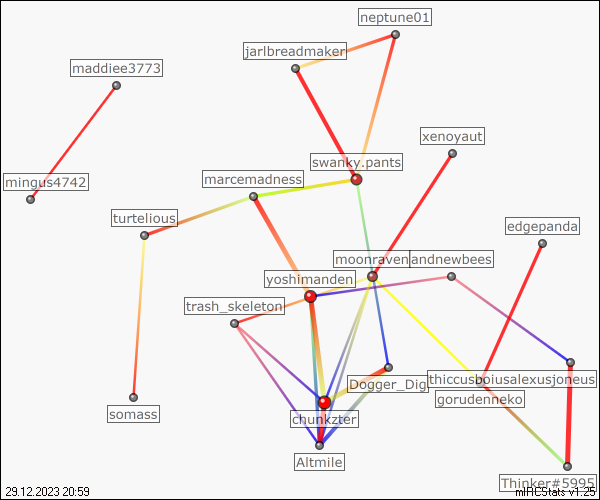 neptune01
jarlbreadmaker
maddiee3773
xenoyaut
swanky.pants
marcemadness
mingus4742
turtelious
edgepanda
moonraven
andnewbees
yoshimanden
trash_skeleton
Dogger_Dig
thiccusboiusalexusjoneus
gorudenneko
somass
chunkzter
Altmile
Thinker#5995
29.12.2023 20:59
mIRCStats v1.25